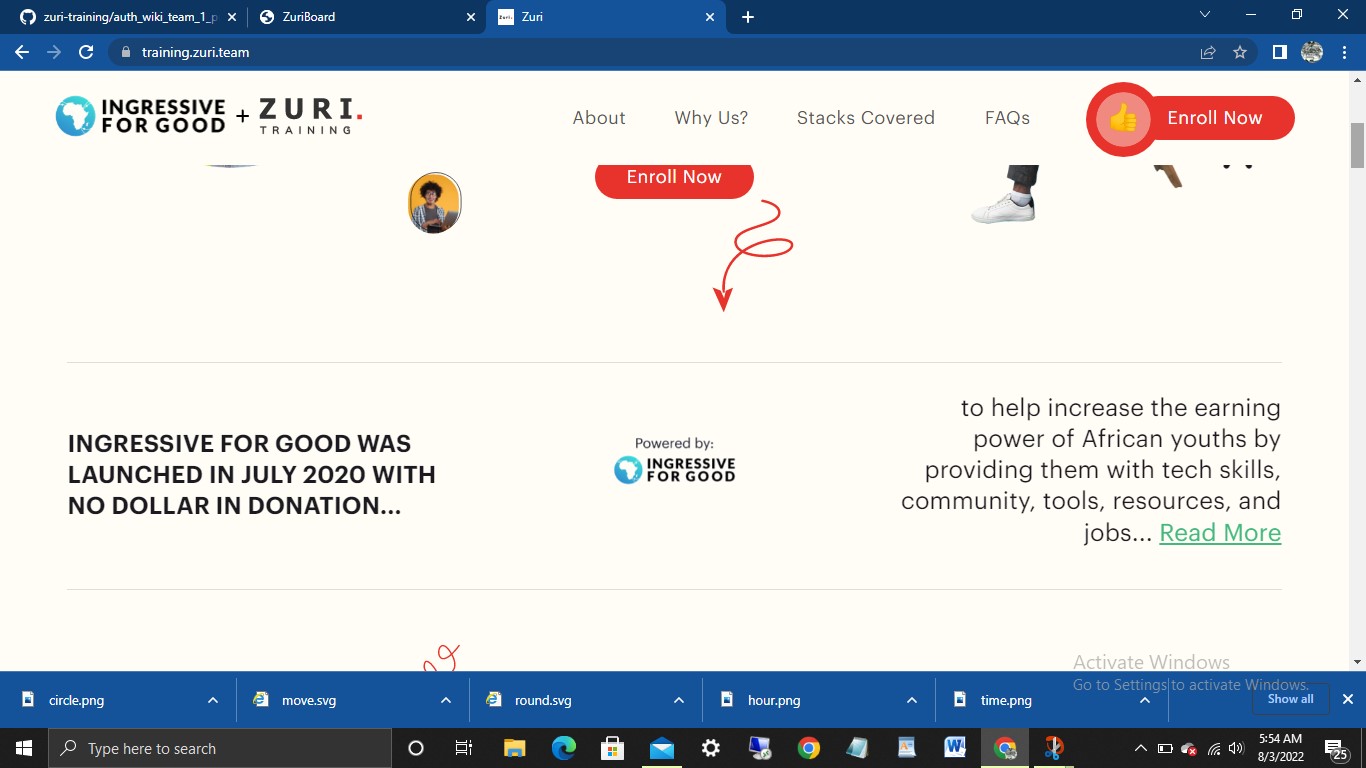 zuri-training/auth_wiki_team_1_p
ZuriBoard
Zuri
training.zuri.team
INGRESSIVE
FOR GOOD
+
ZURI.
TRAINING
About
Why Us?
Stacks Covered
FAQs
Enroll Now
Enroll Now
INGRESSIVE FOR GOOD WAS
LAUNCHED IN JULY 2020 WITH
NO DOLLAR IN DONATION...
Powered by:
INGRESSIVE
FOR GOOD
to help increase the earning
power of African youths by
providing them with tech skills,
community, tools, resources, and
jobs... Read More
Activate Windows
Go to Settings to activate Windows.
circle.png
move.svg
round.svg
hour.png
time.png
Show all
Type here to search
5:54 AM
8/3/2022
25